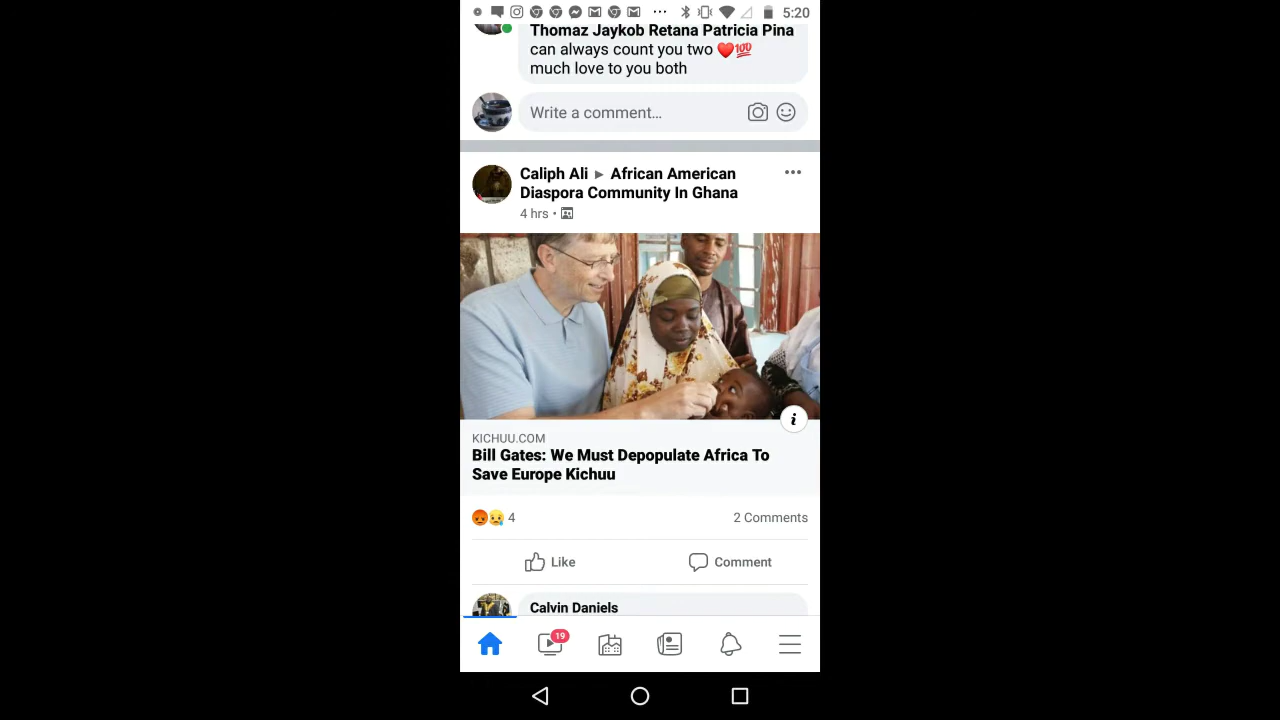 5:20
Thomaz Jaykob Retana Patricia Pina
can always count you two ❤️💯
much love to you both
Write a comment...
Caliph Ali ▶ African American
Diaspora Community In Ghana
4 hrs •
KICHUU.COM
Bill Gates: We Must Depopulate Africa To
Save Europe Kichuu
4
2 Comments
Like
Comment
Calvin Daniels
19